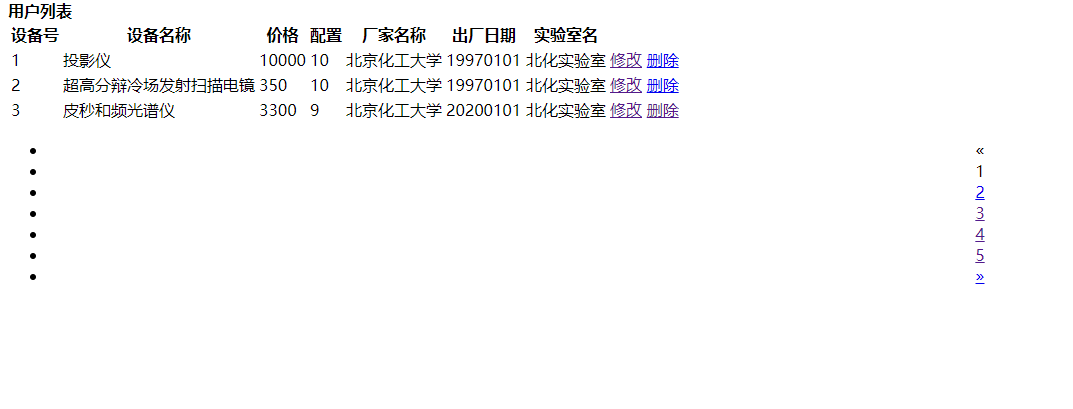 用户列表
设备号 设备名称 价格 配置 厂家名称 出厂日期 实验室名
1 投影仪 10000 10 北京化工大学 19970101 北化实验室 修改 删除
2 超高分辩冷场发射扫描电镜 350 10 北京化工大学 19970101 北化实验室 修改 删除
3 皮秒和频光谱仪 3300 9 北京化工大学 20200101 北化实验室 修改 删除
«
1
2
3
4
5
»